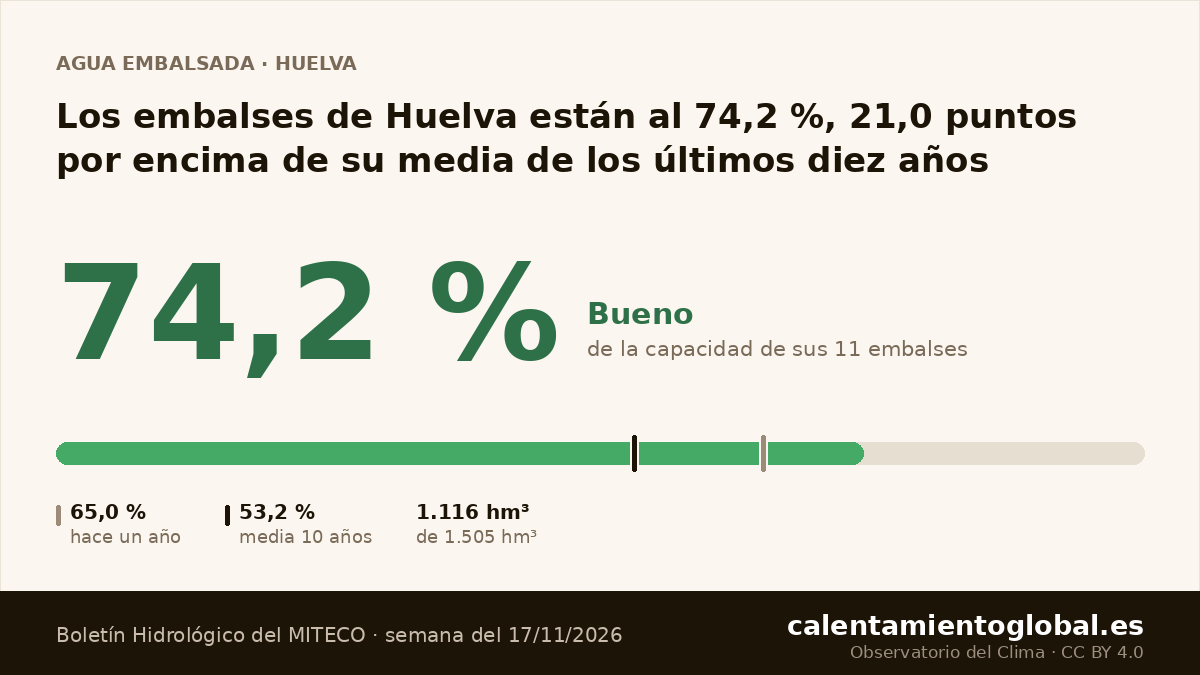 AGUA EMBALSADA · HUELVA
Los embalses de Huelva están al 74,2 %, 21,0 puntos
por encima de su media de los últimos diez años
74,2 %
Bueno
de la capacidad de sus 11 embalses
65,0 %
hace un año
53,2 %
media 10 años
1.116 hm³
de 1.505 hm³
Boletín Hidrológico del MITECO · semana del 17/11/2026
calentamientoglobal.es
Observatorio del Clima · CC BY 4.0